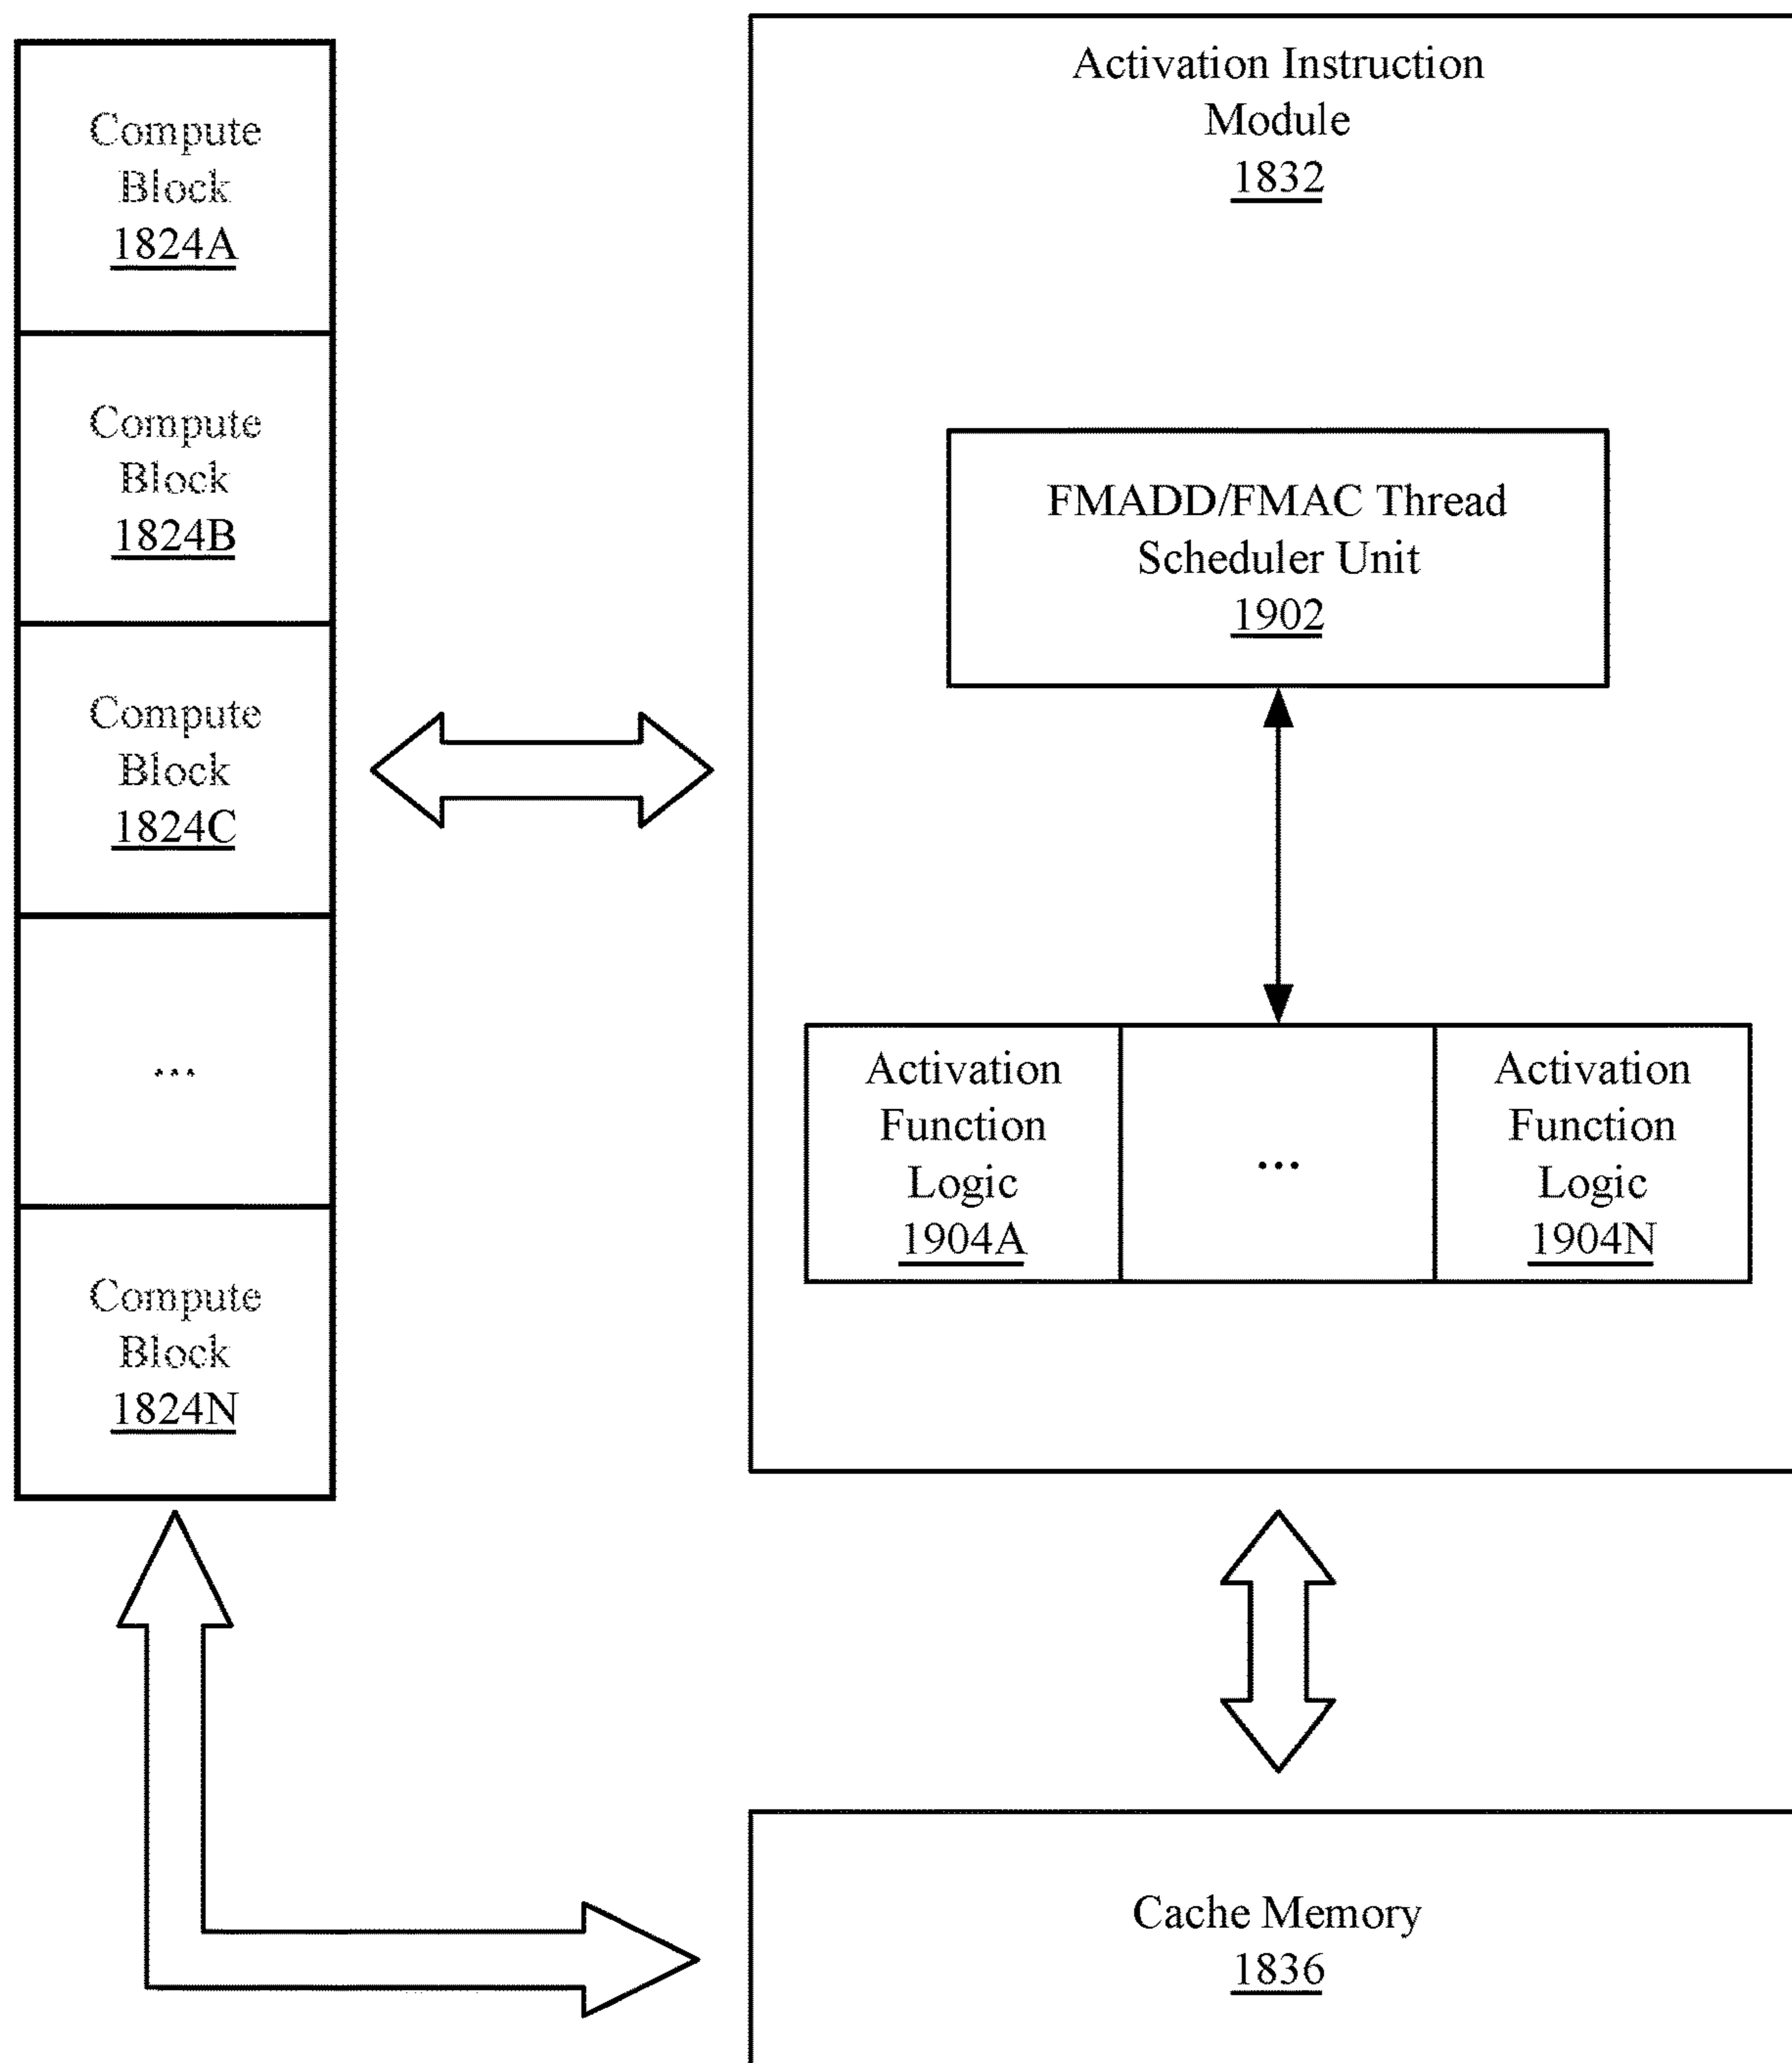 Compute
Block
1824A
Compute
Block
1824B
Compute
Block
1824C
...
Compute
Block
1824N
Activation Instruction
Module
1832
FMADD/FMAC Thread
Scheduler Unit
1902
Activation
Function
Logic
1904A
...
Activation
Function
Logic
1904N
Cache Memory
1836